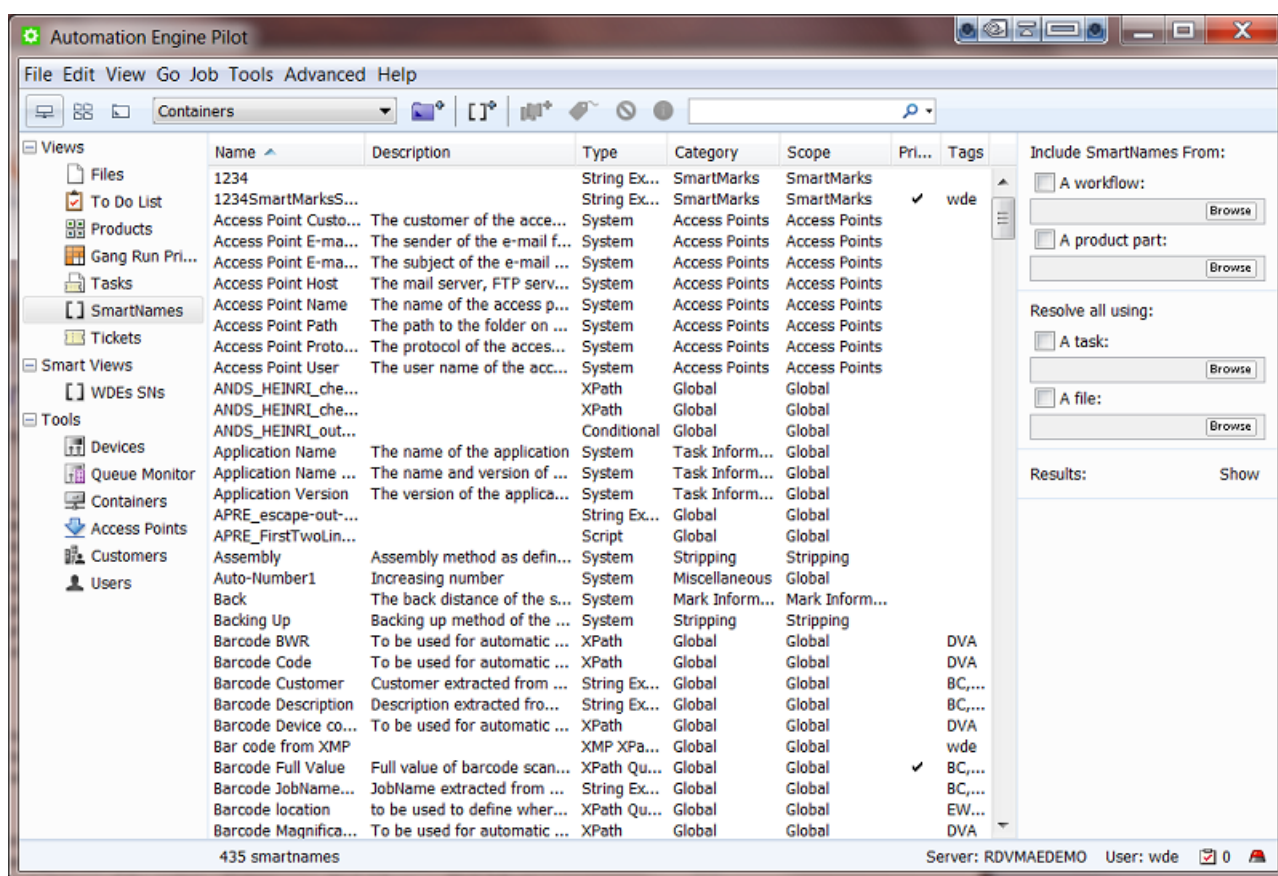 Automation Engine Pilot
File Edit View Go Job Tools Advanced Help
Containers
Views
Files
To Do List
Products
Gang Run Pri...
Tasks
SmartNames
Tickets
Smart Views
WDEs SNs
Tools
Devices
Queue Monitor
Containers
Access Points
Customers
Users
Name Description Type Category Scope Pri... Tags
1234 String Ex... SmartMarks SmartMarks
1234SmartMarksS... String Ex... SmartMarks SmartMarks ✔ wde
Access Point Custo... The customer of the acce... System Access Points Access Points
Access Point E-ma... The sender of the e-mail f... System Access Points Access Points
Access Point E-ma... The subject of the e-mail ... System Access Points Access Points
Access Point Host The mail server, FTP serv... System Access Points Access Points
Access Point Name The name of the access p... System Access Points Access Points
Access Point Path The path to the folder on ... System Access Points Access Points
Access Point Proto... The protocol of the acces... System Access Points Access Points
Access Point User The user name of the acc... System Access Points Access Points
ANDS_HEINRI_che... XPath Global Global
ANDS_HEINRI_che... XPath Global Global
ANDS_HEINRI_out... Conditional Global Global
Application Name The name of the application System Task Inform... Global
Application Name ... The name and version of ... System Task Inform... Global
Application Version The version of the applica... System Task Inform... Global
APRE_escape-out-... String Ex... Global Global
APRE_FirstTwoLin... Script Global Global
Assembly Assembly method as defin... System Stripping Stripping
Auto-Number1 Increasing number System Miscellaneous Global
Back The back distance of the s... System Mark Inform... Mark Inform...
Backing Up Backing up method of the ... System Stripping Stripping
Barcode BWR To be used for automatic ... XPath Global Global DVA
Barcode Code To be used for automatic ... XPath Global Global DVA
Barcode Customer Customer extracted from ... String Ex... Global Global BC,...
Barcode Description Description extracted fro... String Ex... Global Global BC,...
Barcode Device co... To be used for automatic ... XPath Global Global DVA
Bar code from XMP XMP XPa... Global Global wde
Barcode Full Value Full value of barcode scan... XPath Qu... Global Global ✔ BC,...
Barcode JobName... JobName extracted from ... String Ex... Global Global BC,...
Barcode location to be used to define wher... XPath Qu... Global Global EW...
Barcode Magnifica... To be used for automatic ... XPath Global Global DVA
Include SmartNames From:
A workflow:
Browse
A product part:
Browse
Resolve all using:
A task:
Browse
A file:
Browse
Results: Show
435 smartnames Server: RDVMAEDEMO User: wde 0